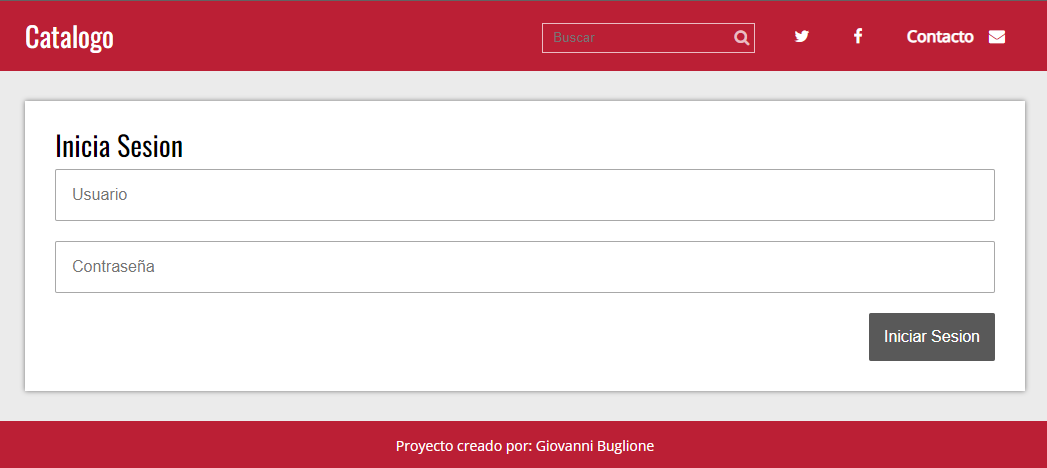 Catalogo
Buscar
Contacto
Inicia Sesion
Usuario
Contraseña
Iniciar Sesion
Proyecto creado por: Giovanni Buglione